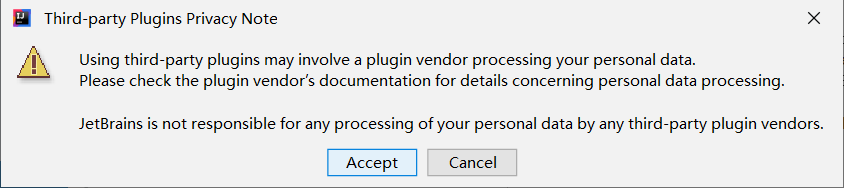 IJ
Third-party Plugins Privacy Note
Using third-party plugins may involve a plugin vendor processing your personal data.
Please check the plugin vendor’s documentation for details concerning personal data processing.
JetBrains is not responsible for any processing of your personal data by any third-party plugin vendors.
Accept
Cancel